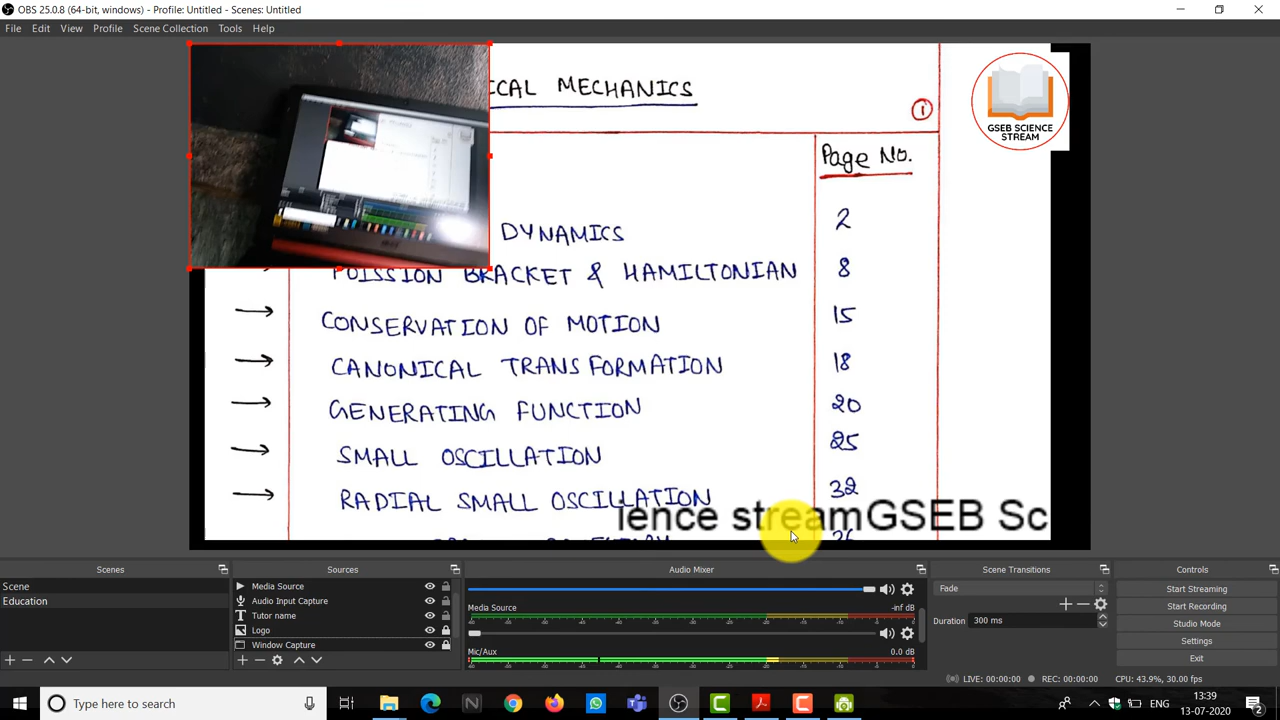 OBS 25.0.8 (64-bit, windows) - Profile: Untitled - Scenes: Untitled
File Edit View Profile Scene Collection Tools Help
ICAL MECHANICS
1
GSEB SCIENCE
STREAM
Page No.
DYNAMICS 2
POISSION BRACKET & HAMILTONIAN 8
→ CONSERVATION OF MOTION 15
→ CANONICAL TRANSFORMATION 18
→ GENERATING FUNCTION 20
→ SMALL OSCILLATION 25
→ RADIAL SMALL OSCILLATION 32
ience streamGSEB Sc
Scenes Sources Audio Mixer Scene Transitions Controls
Scene
Education
Media Source
Audio Input Capture
Tutor name
Logo
Window Capture
Media Source -inf dB
Mic/Aux 0.0 dB
Fade
Duration 300 ms
Start Streaming
Start Recording
Studio Mode
Settings
Exit
LIVE: 00:00:00 REC: 00:00:00 CPU: 43.9%, 30.00 fps
Type here to search
ENG
13:39
13-07-2020
2